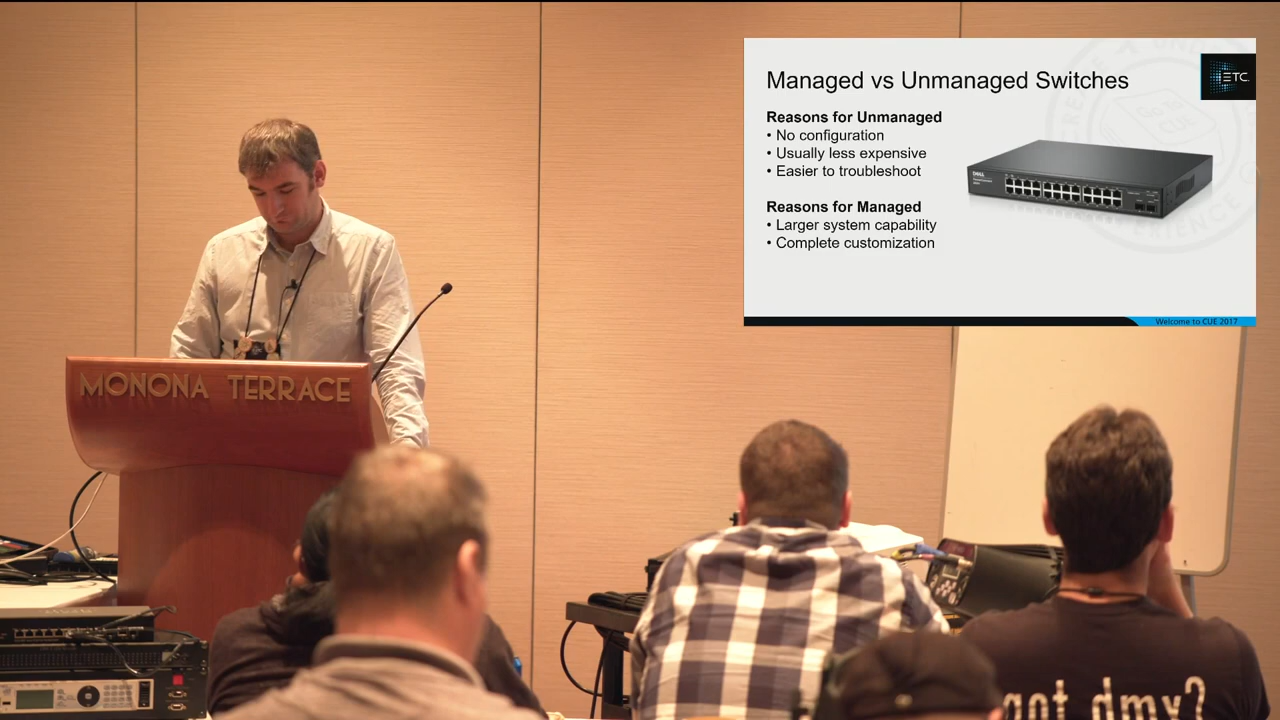 Managed vs Unmanaged Switches
ETC
Reasons for Unmanaged
• No configuration
• Usually less expensive
• Easier to troubleshoot
DELL
Reasons for Managed
• Larger system capability
• Complete customization
Welcome to CUE 2017
MONONA TERRACE
got dmx?